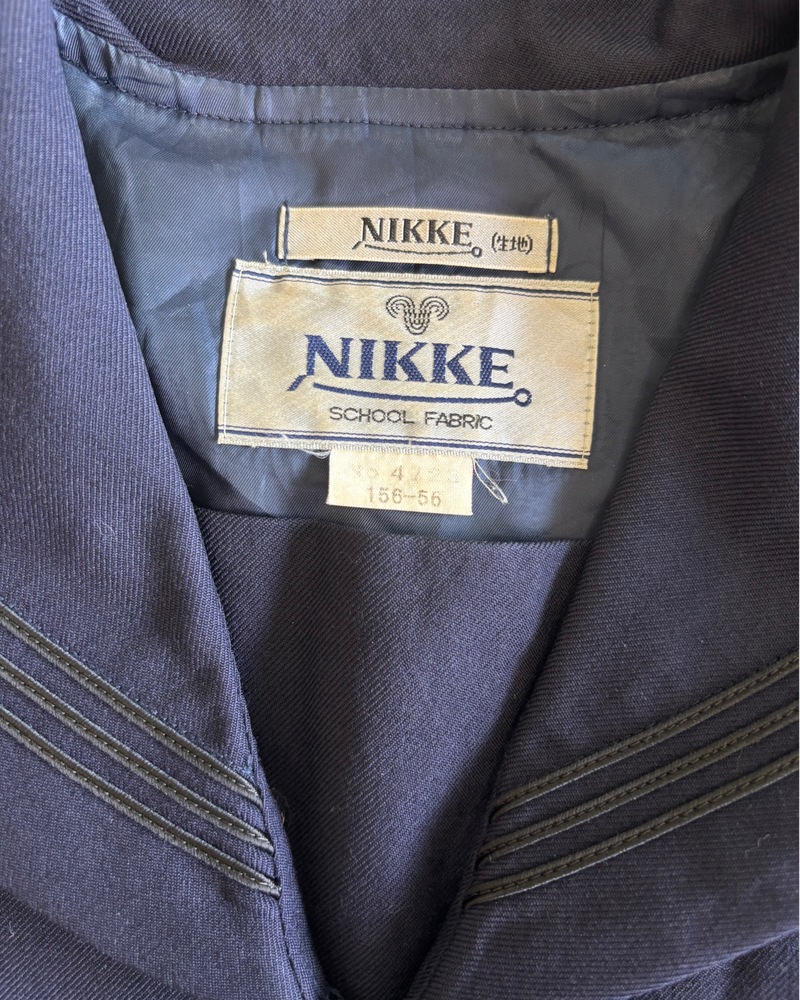 NIKKE (生地)
NIKKE
SCHOOL FABRIC
156-56